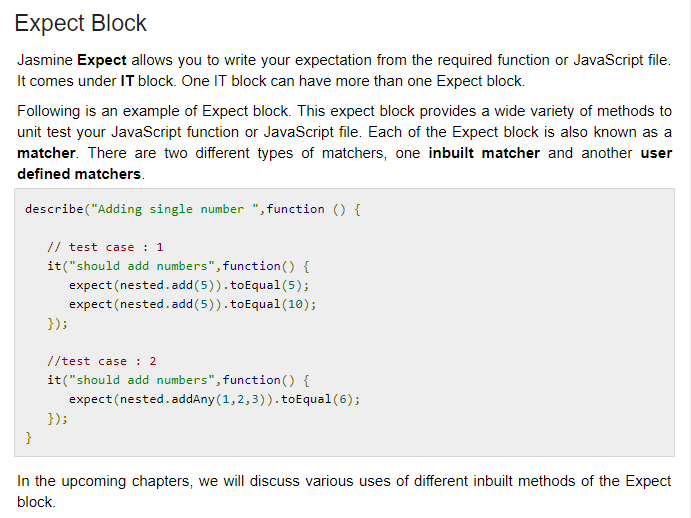 Expect Block
Jasmine Expect allows you to write your expectation from the required function or JavaScript file.
It comes under IT block. One IT block can have more than one Expect block.
Following is an example of Expect block. This expect block provides a wide variety of methods to
unit test your JavaScript function or JavaScript file. Each of the Expect block is also known as a
matcher. There are two different types of matchers, one inbuilt matcher and another user
defined matchers.
describe("Adding single number ",function () {
// test case : 1
it("should add numbers",function() {
expect(nested.add(5)).toEqual(5);
expect(nested.add(5)).toEqual(10);
});
//test case : 2
it("should add numbers",function() {
expect(nested.addAny(1,2,3)).toEqual(6);
});
}
In the upcoming chapters, we will discuss various uses of different inbuilt methods of the Expect
block.